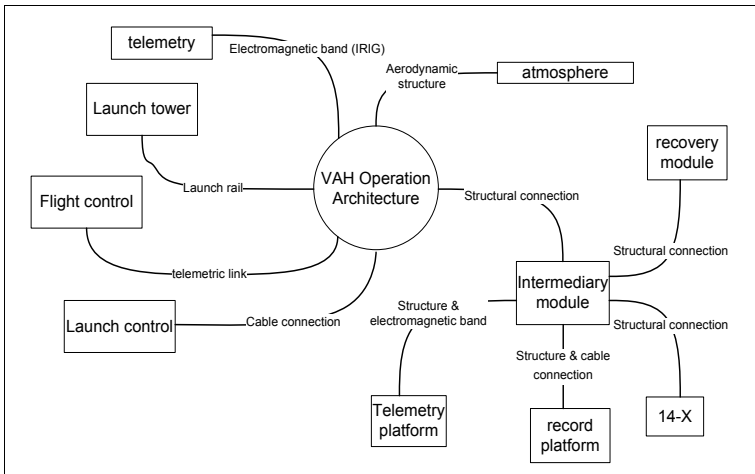 telemetry
Electromagnetic band (IRIG)
Aerodynamic
structure
atmosphere
Launch tower
Launch rail
VAH Operation
Architecture
recovery
module
Flight control
Structural connection
telemetric link
Structural connection
Intermediary
module
Launch control
Cable connection
Structure &
electromagnetic band
Structural connection
Structure & cable
connection
Telemetry
platform
record
platform
14-X